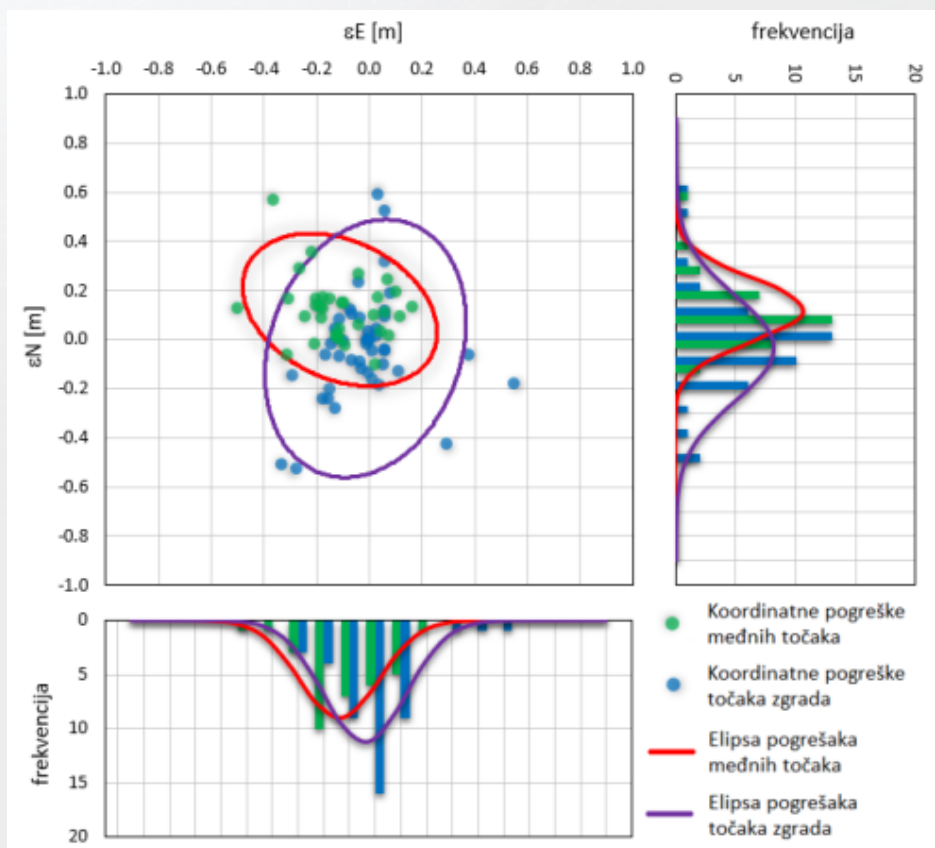 εE [m]
-1.0 -0.8 -0.6 -0.4 -0.2 0.0 0.2 0.4 0.6 0.8 1.0
εN [m]
1.0
0.8
0.6
0.4
0.2
0.0
-0.2
-0.4
-0.6
-0.8
-1.0
frekvencija
0 5 10 15 20
frekvencija
0
5
10
15
20
Koordinatne pogreške
međnih točaka
Koordinatne pogreške
točaka zgrada
Elipsa pogrešaka
međnih točaka
Elipsa pogrešaka
točaka zgrada